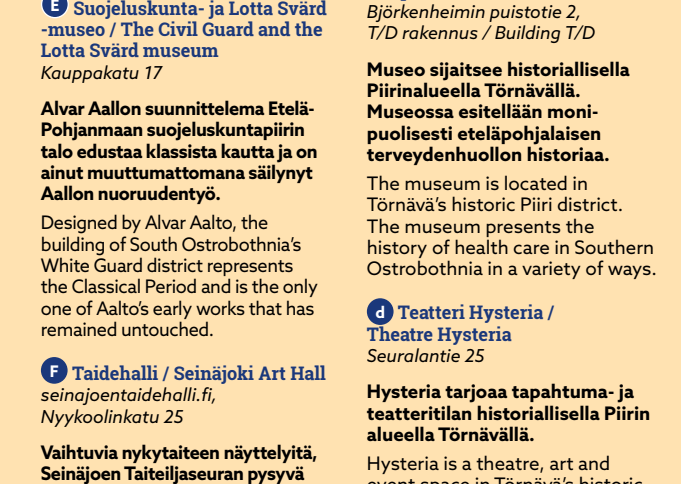 E Suojeluskunta- ja Lotta Svärd
-museo / The Civil Guard and the
Lotta Svärd museum
Kauppakatu 17
Alvar Aallon suunnittelema Etelä-
Pohjanmaan suojeluskuntapiirin
talo edustaa klassista kautta ja on
ainut muuttumattomana säilynyt
Aallon nuoruudentyö.
Designed by Alvar Aalto, the
building of South Ostrobothnia’s
White Guard district represents
the Classical Period and is the only
one of Aalto’s early works that has
remained untouched.
F Taidehalli / Seinäjoki Art Hall
seinajoentaidehalli.fi,
Nyykoolinkatu 25
Vaihtuvia nykytaiteen näyttelyitä,
Seinäjoen Taiteiljaseuran pysyvä
Björkenheimin puistotie 2,
T/D rakennus / Building T/D
Museo sijaitsee historiallisella
Piirinalueella Törnävällä.
Museossa esitellään moni-
puolisesti eteläpohjalaisen
terveydenhuollon historiaa.
The museum is located in
Törnävä’s historic Piiri district.
The museum presents the
history of health care in Southern
Ostrobothnia in a variety of ways.
d Teatteri Hysteria /
Theatre Hysteria
Seuralantie 25
Hysteria tarjoaa tapahtuma- ja
teatteritilan historiallisella Piirin
alueella Törnävällä.
Hysteria is a theatre, art and
event space in Törnävä’s historic